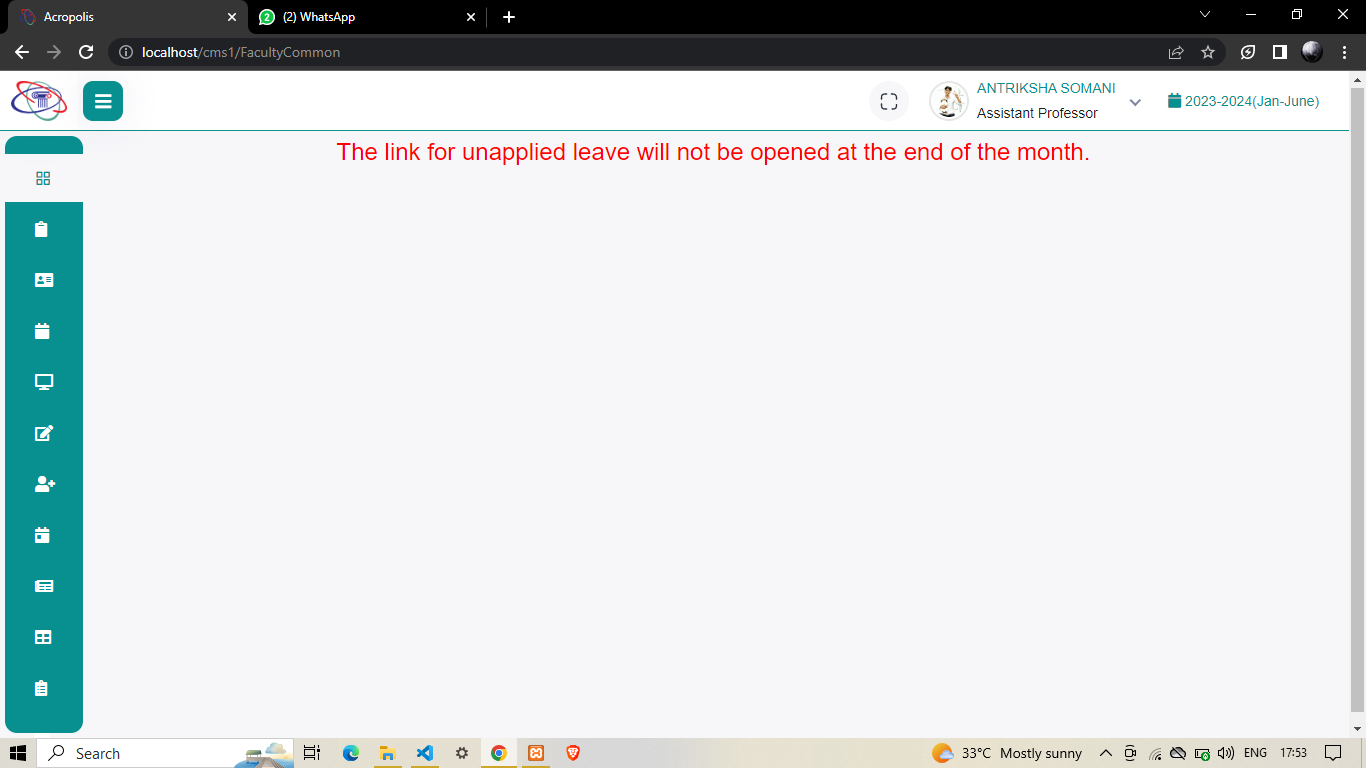 Acropolis
2
(2) WhatsApp
localhost/cms1/FacultyCommon
ANTRIKSHA SOMANI
Assistant Professor
2023-2024(Jan-June)
The link for unapplied leave will not be opened at the end of the month.
Search
33°C Mostly sunny
ENG
17:53